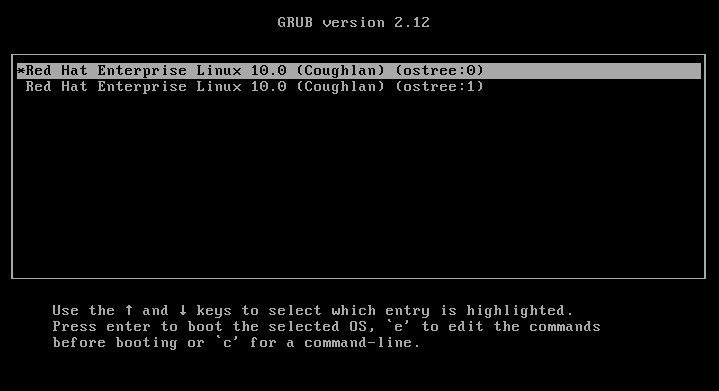 GRUB version 2.12
*Red Hat Enterprise Linux 10.0 (Coughlan) (ostree:0)
Red Hat Enterprise Linux 10.0 (Coughlan) (ostree:1)
Use the ↑ and ↓ keys to select which entry is highlighted.
Press enter to boot the selected OS, `e' to edit the commands
before booting or `c' for a command-line.